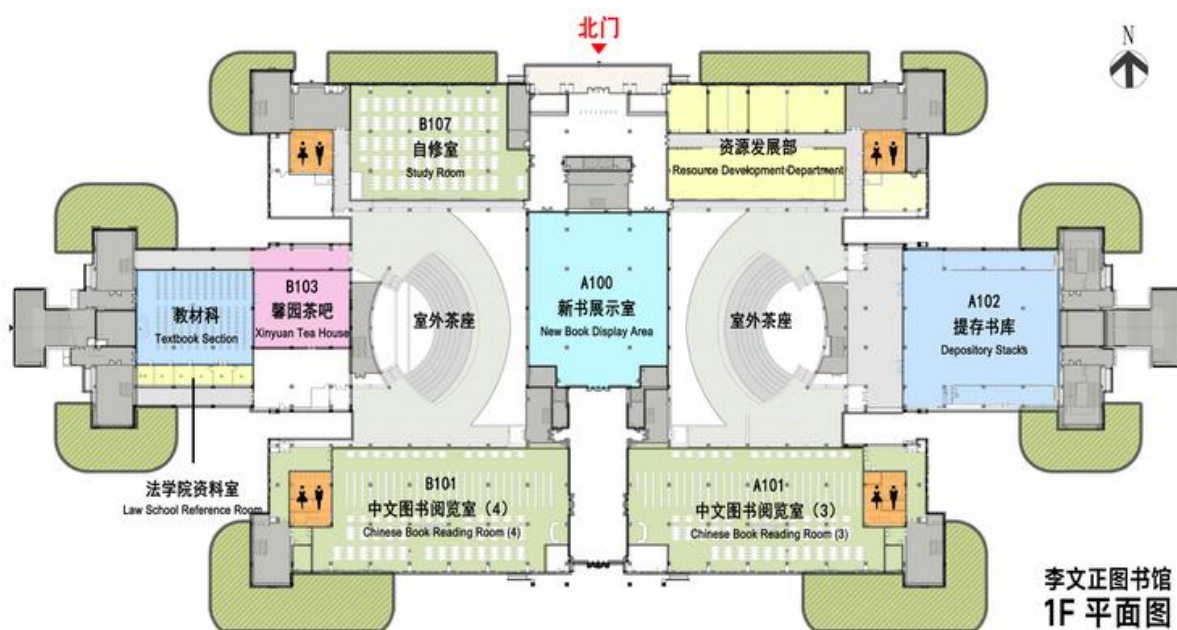 北门
N
B107
自修室
Study Room
资源发展部
Resource Development Department
教材科
Textbook Section
B103
馨园茶吧
Xinyuan Tea House
室外茶座
A100
新书展示室
New Book Display Area
室外茶座
A102
提存书库
Depository Stacks
法学院资料室
Law School Reference Room
B101
中文图书阅览室（4）
Chinese Book Reading Room (4)
A101
中文图书阅览室（3）
Chinese Book Reading Room (3)
李文正图书馆
1F 平面图